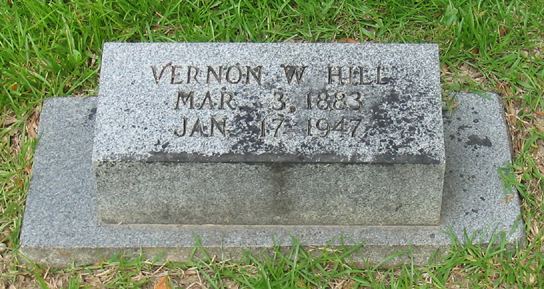 VERNON W HILL
MAR. 3, 1883
JAN. 17 1947